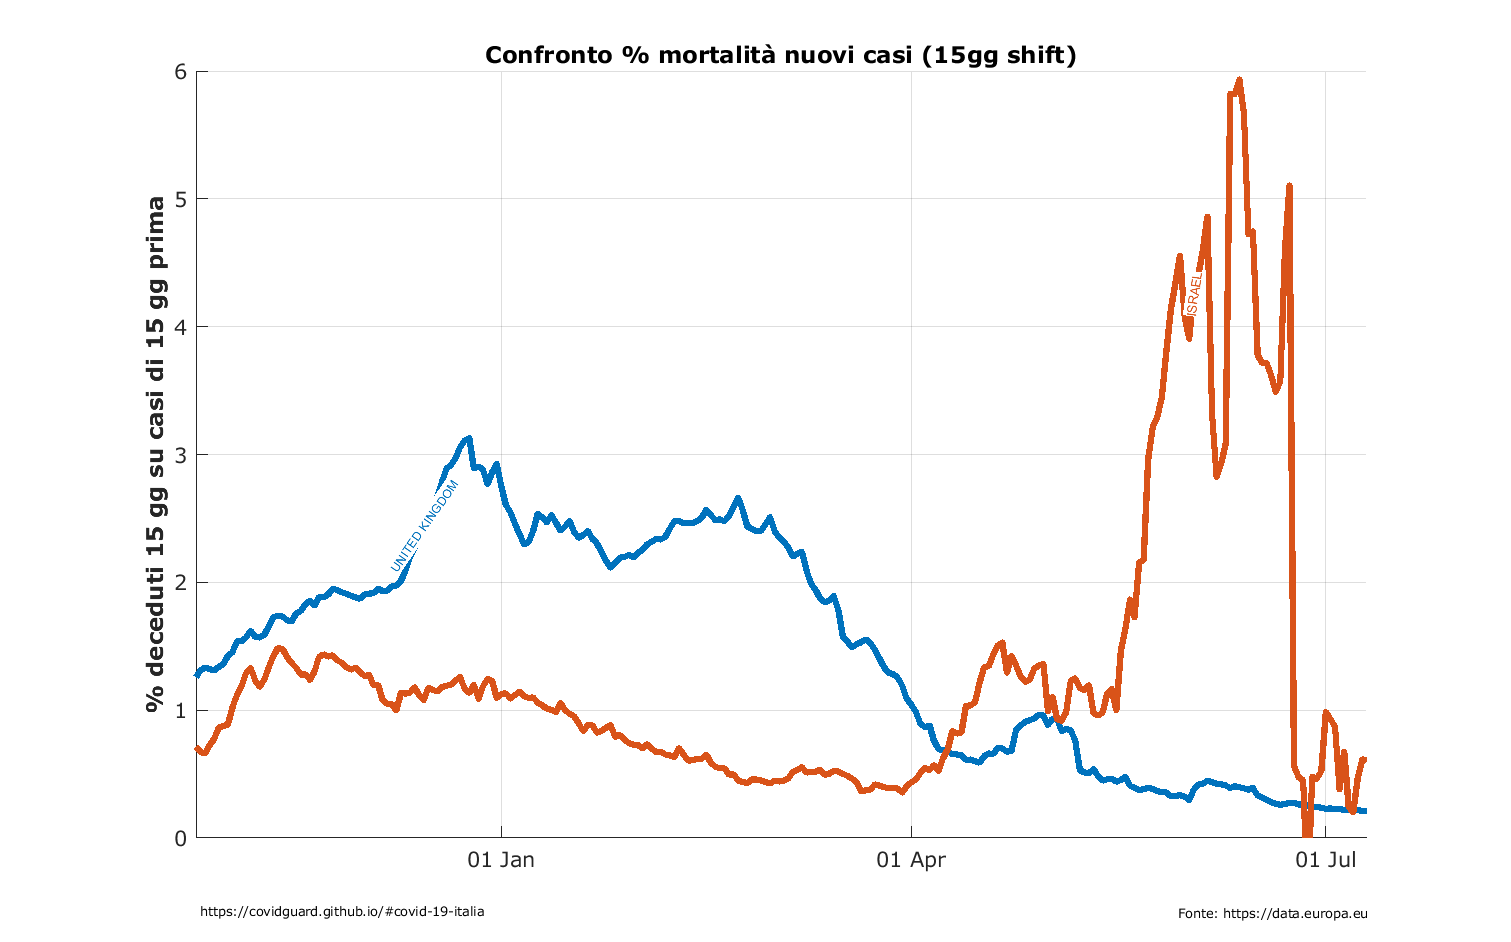 Confronto % mortalità nuovi casi (15gg shift)
% deceduti 15 gg su casi di 15 gg prima
6
5
4
3
2
1
0
UNITED KINGDOM
ISRAEL
01 Jan
01 Apr
01 Jul
https://covidguard.github.io/#covid-19-italia
Fonte: https://data.europa.eu